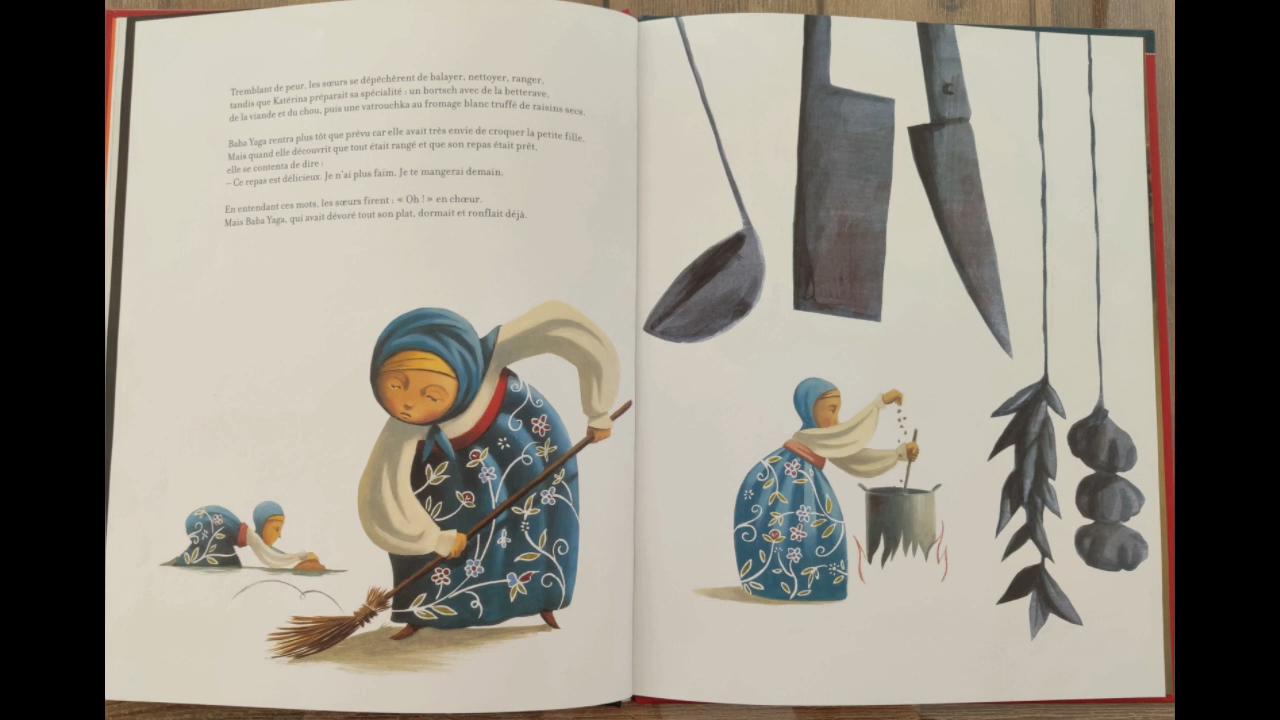 Tremblant de peur, les sœurs se dépêchèrent de balayer, nettoyer, ranger,
tandis que Katérina préparait sa spécialité : un bortsch avec de la betterave,
de la viande et du chou, puis une vatrouchka au fromage blanc truffé de raisins secs.
Baba Yaga rentra plus tôt que prévu car elle avait très envie de croquer la petite fille.
Mais quand elle découvrit que tout était rangé et que son repas était prêt,
elle se contenta de dire :
– Ce repas est délicieux. Je n'ai plus faim. Je te mangerai demain.
En entendant ces mots, les sœurs firent : « Oh ! » en chœur.
Mais Baba Yaga, qui avait dévoré tout son plat, dormait et ronflait déjà.